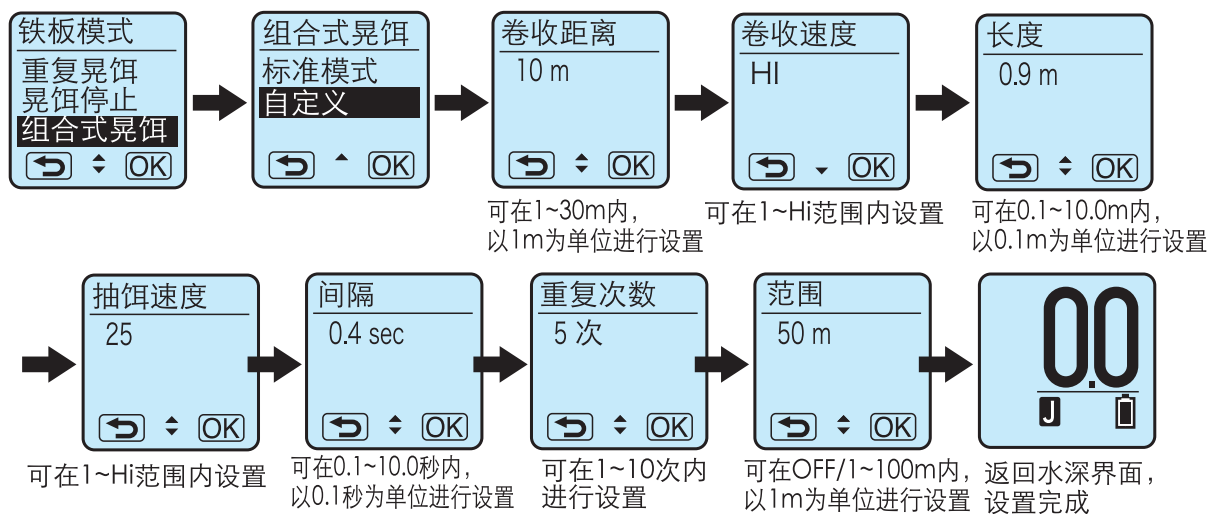 铁板模式
重复晃饵
晃饵停止
组合式晃饵
OK
组合式晃饵
标准模式
自定义
OK
卷收距离
10 m
OK
可在1~30m内，
以1m为单位进行设置
卷收速度
HI
OK
可在1~Hi范围内设置
长度
0.9 m
OK
可在0.1~10.0m内，
以0.1m为单位进行设置
抽饵速度
25
OK
可在1~Hi范围内设置
间隔
0.4 sec
OK
可在0.1~10.0秒内，
以0.1秒为单位进行设置
重复次数
5 次
OK
可在1~10次内
进行设置
范围
50 m
OK
可在OFF/1~100m内，
以1m为单位进行设置
0.0
J
返回水深界面，
设置完成